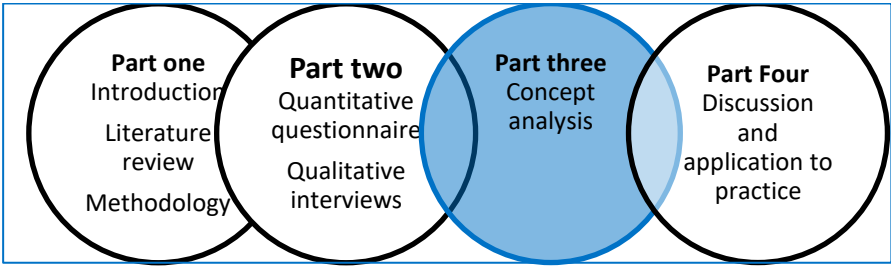 Part one
Introduction
Literature
review
Methodology
Part two
Quantitative
questionnaire
Qualitative
interviews
Part three
Concept
analysis
Part Four
Discussion
and
application to
practice